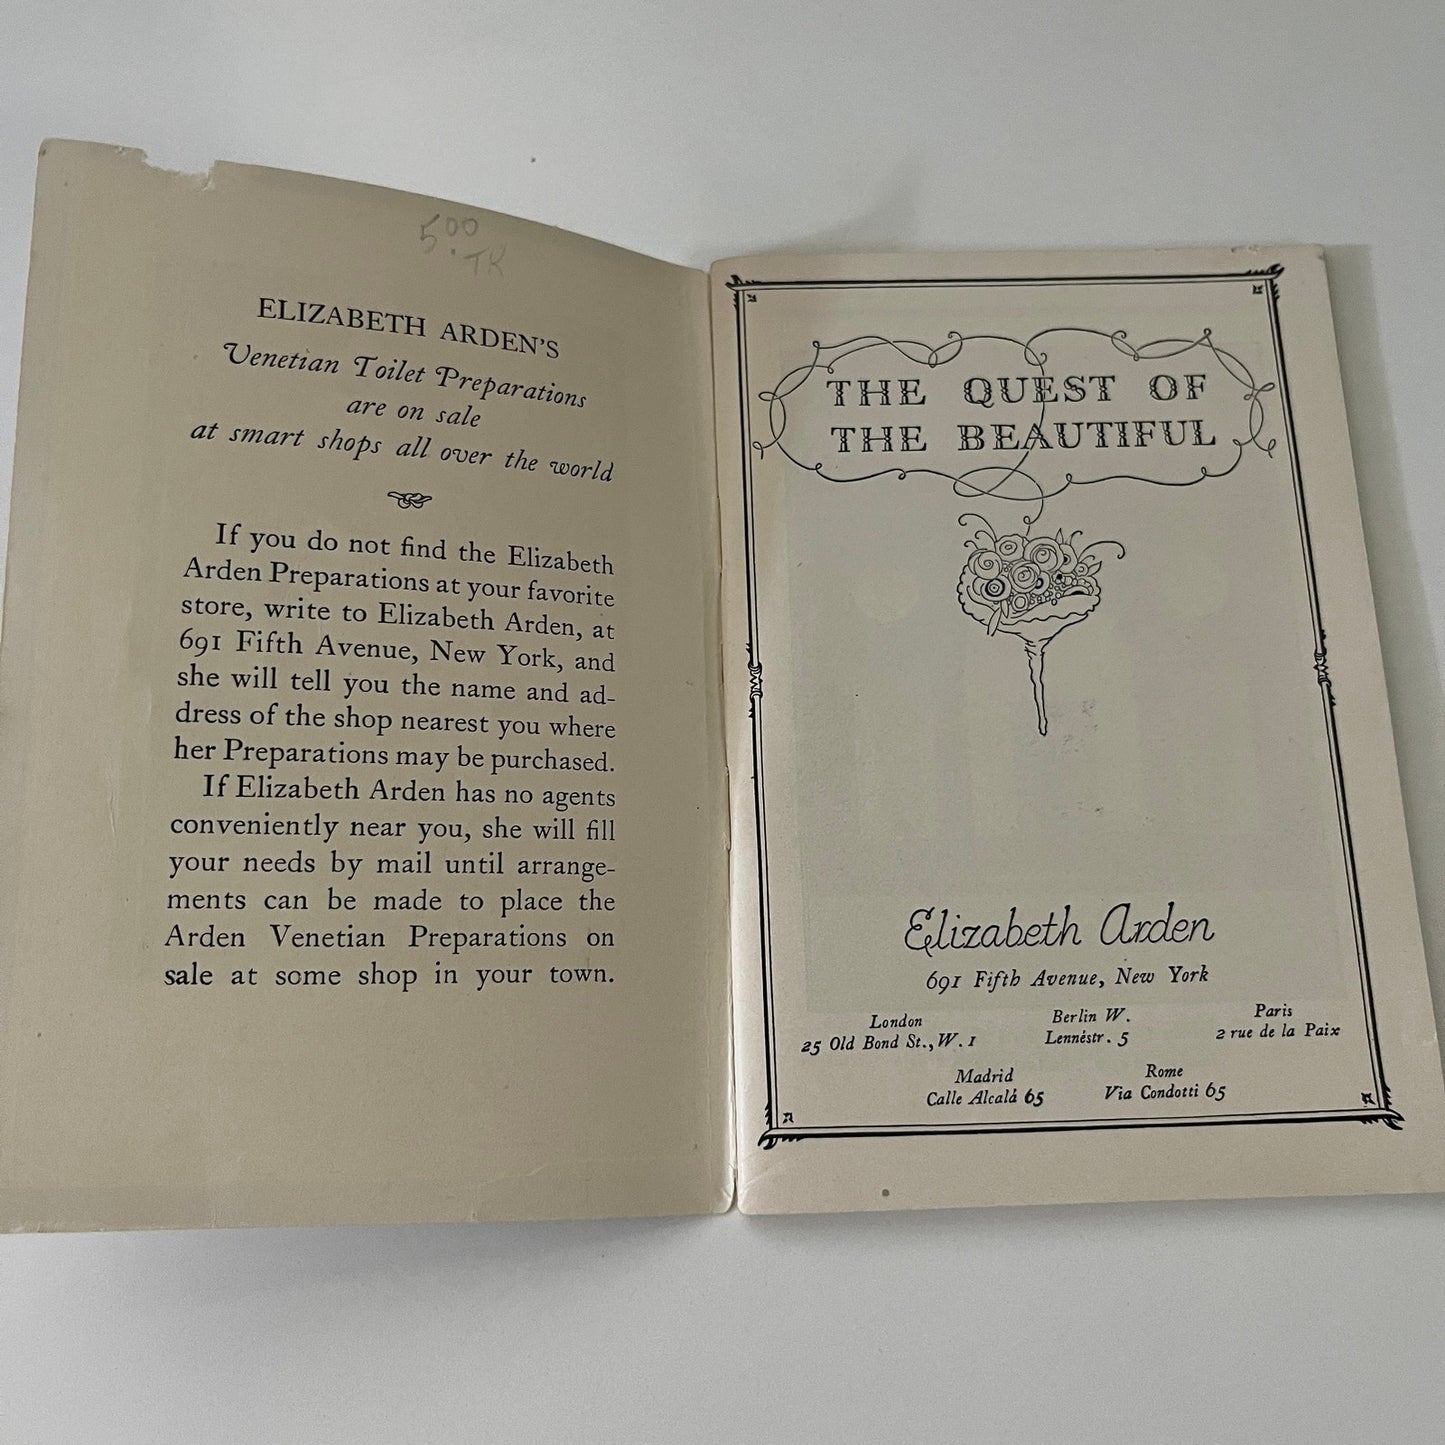 5.00
TK
ELIZABETH ARDEN'S
Venetian Toilet Preparations
are on sale
at smart shops all over the world
If you do not find the Elizabeth
Arden Preparations at your favorite
store, write to Elizabeth Arden, at
691 Fifth Avenue, New York, and
she will tell you the name and ad-
dress of the shop nearest you where
her Preparations may be purchased.
If Elizabeth Arden has no agents
conveniently near you, she will fill
your needs by mail until arrange-
ments can be made to place the
Arden Venetian Preparations on
sale at some shop in your town.
THE QUEST OF
THE BEAUTIFUL
Elizabeth Arden
691 Fifth Avenue, New York
London
25 Old Bond St., W. 1
Berlin W.
Lennéstr. 5
Paris
2 rue de la Paix
Madrid
Calle Alcalá 65
Rome
Via Condotti 65